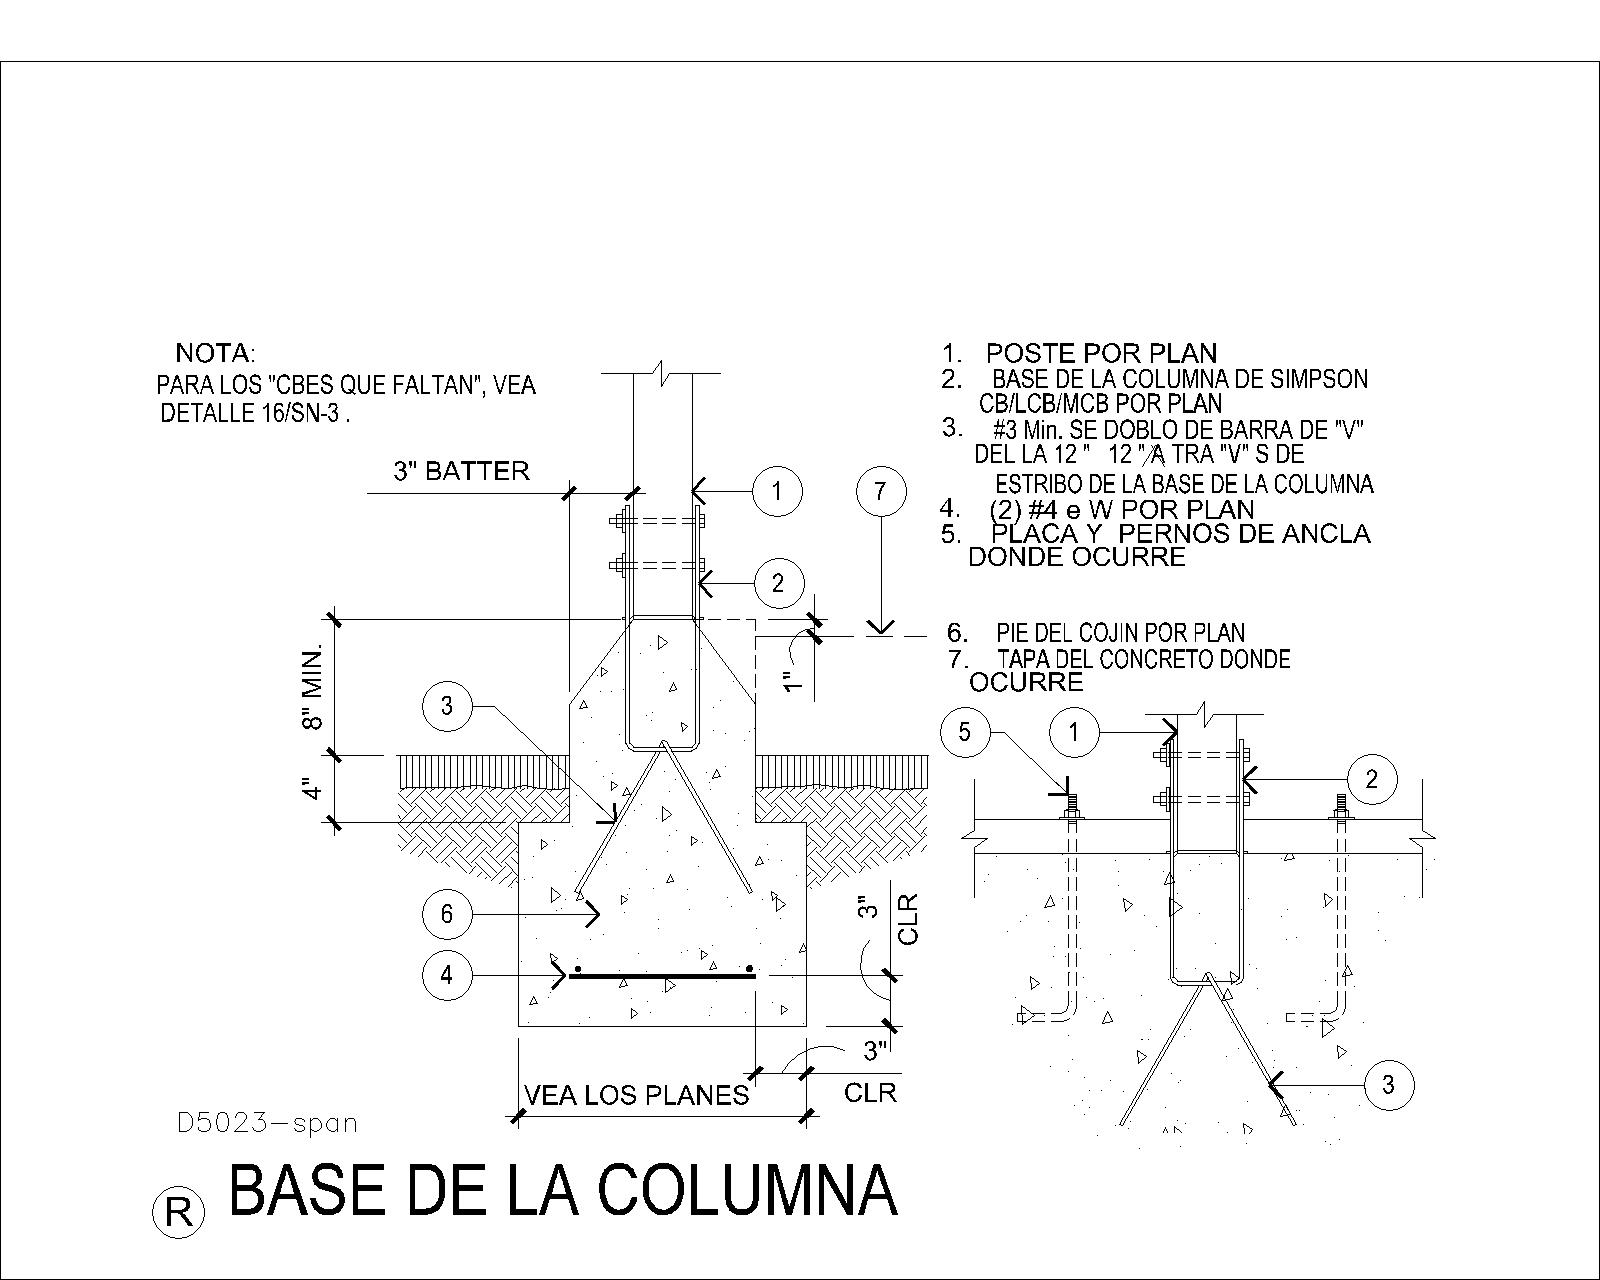 NOTA:
PARA LOS "CBES QUE FALTAN", VEA
DETALLE 16/SN-3 .
1. POSTE POR PLAN
2. BASE DE LA COLUMNA DE SIMPSON
CB/LCB/MCB POR PLAN
3. #3 Min. SE DOBLO DE BARRA DE "V"
DEL LA 12 " 12 " A TRA "V" S DE
ESTRIBO DE LA BASE DE LA COLUMNA
4. (2) #4 e W POR PLAN
5. PLACA Y PERNOS DE ANCLA
DONDE OCURRE
6. PIE DEL COJIN POR PLAN
7. TAPA DEL CONCRETO DONDE
OCURRE
3" BATTER
1
7
2
8" MIN.
4"
1"
3
6
4
3"
CLR
3"
CLR
VEA LOS PLANES
5
1
2
3
D5023-span
R BASE DE LA COLUMNA